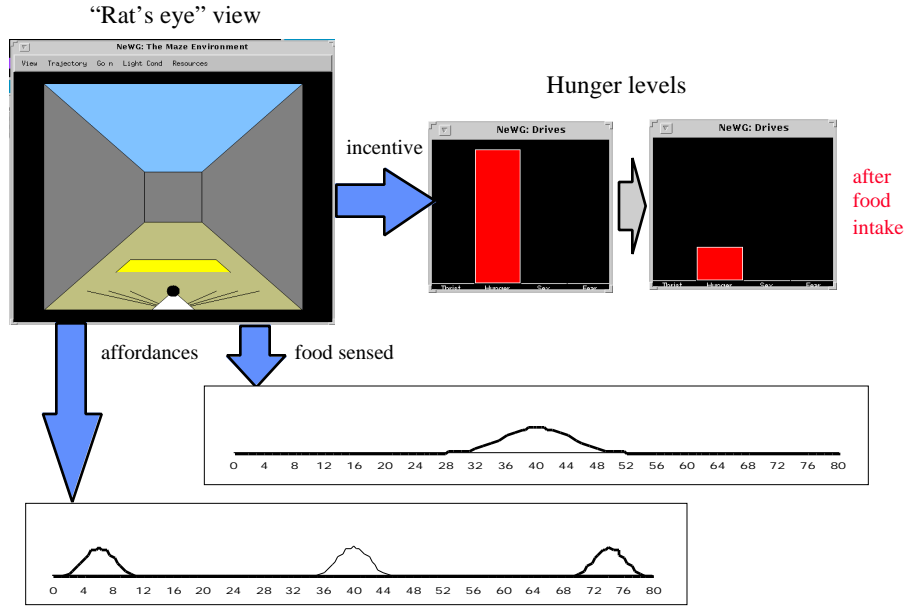 “Rat's eye” view
NeWG: The Maze Environment
View Trajectory Go n Light Cond Resources
Hunger levels
incentive
NeWG: Drives
Thrist Hunger Sex Fear
NeWG: Drives
Thrist Hunger Sex Fear
after
food
intake
affordances
food sensed
0 4 8 12 16 20 24 28 32 36 40 44 48 52 56 60 64 68 72 76 80
0 4 8 12 16 20 24 28 32 36 40 44 48 52 56 60 64 68 72 76 80